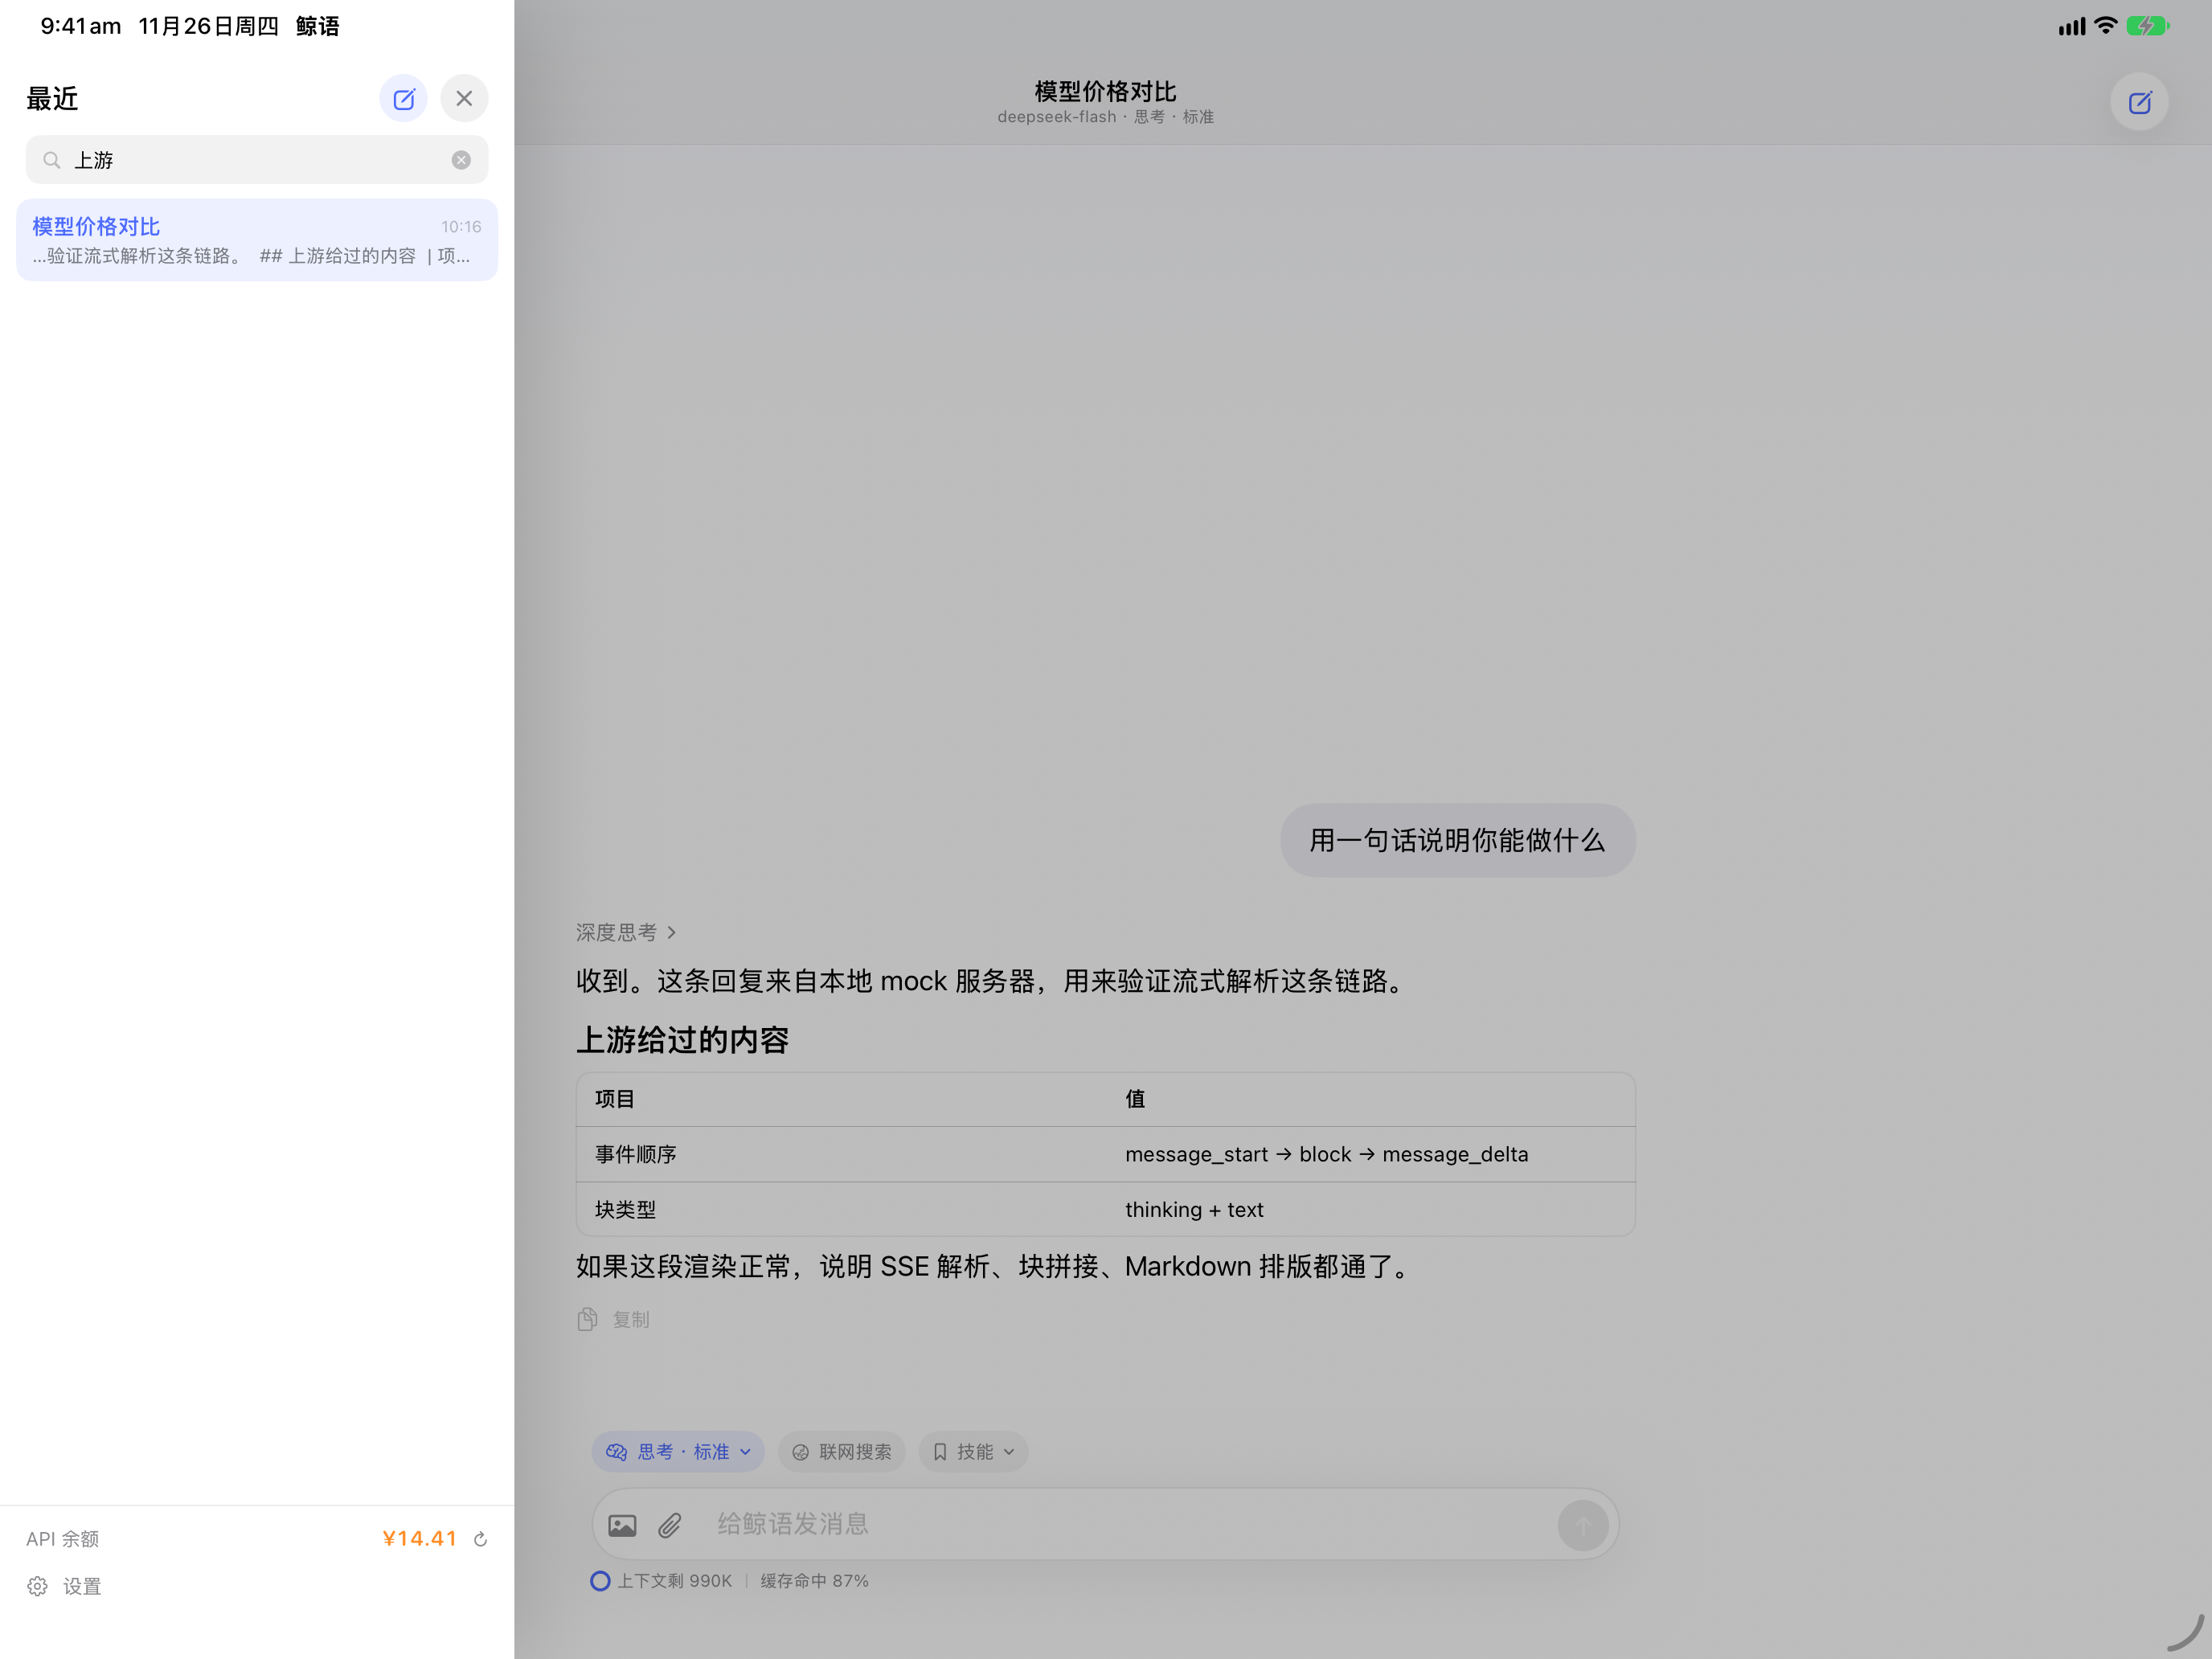 9:41am 11月26日周四 鲸语
最近
上游
模型价格对比 10:16
...验证流式解析这条链路。 ## 上游给过的内容 | 项...
API 余额 ¥14.41
设置
模型价格对比
deepseek-flash · 思考 · 标准
用一句话说明你能做什么
深度思考
收到。这条回复来自本地 mock 服务器，用来验证流式解析这条链路。
上游给过的内容
项目 值
事件顺序 message_start → block → message_delta
块类型 thinking + text
如果这段渲染正常，说明 SSE 解析、块拼接、Markdown 排版都通了。
复制
思考 · 标准 联网搜索 技能
给鲸语发消息
上下文剩 990K | 缓存命中 87%